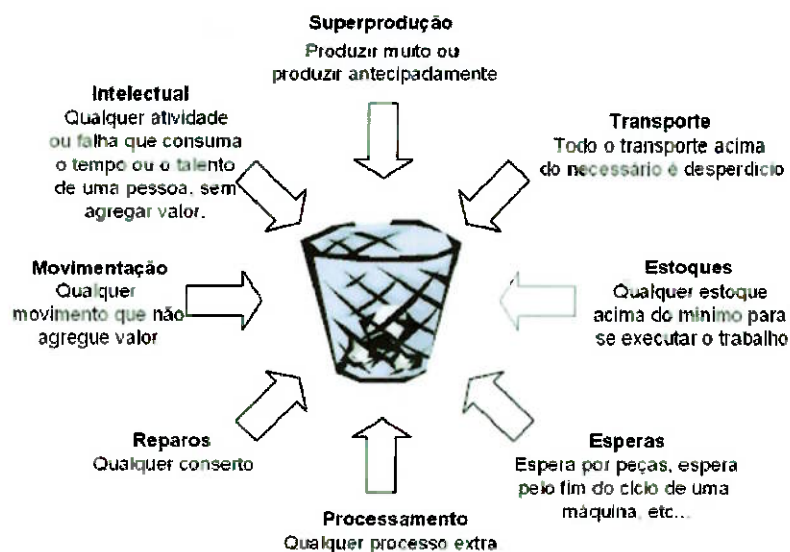 Superprodução
Produzir muito ou
produzir antecipadamente
Intelectual
Qualquer atividade
ou falha que consuma
o tempo ou o talento
de uma pessoa, sem
agregar valor.
Transporte
Todo o transporte acima
do necessário é desperdicio
Movimentação
Qualquer
movimento que não
agregue valor
Estoques
Qualquer estoque
acima do minimo para
se executar o trabalho
Reparos
Qualquer conserto
Esperas
Espera por peças, espera
pelo fim do ciclo de uma
máquina, etc...
Processamento
Qualquer processo extra